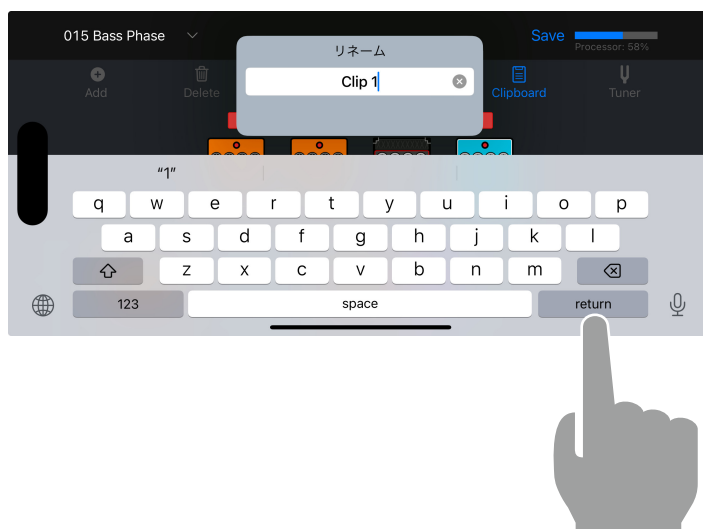 015 Bass Phase
Save
Processor: 58%
リネーム
Clip 1
Add
Delete
Clipboard
Tuner
“1”
q w e r t y u i o p
a s d f g h j k l
z x c v b n m
123 space return